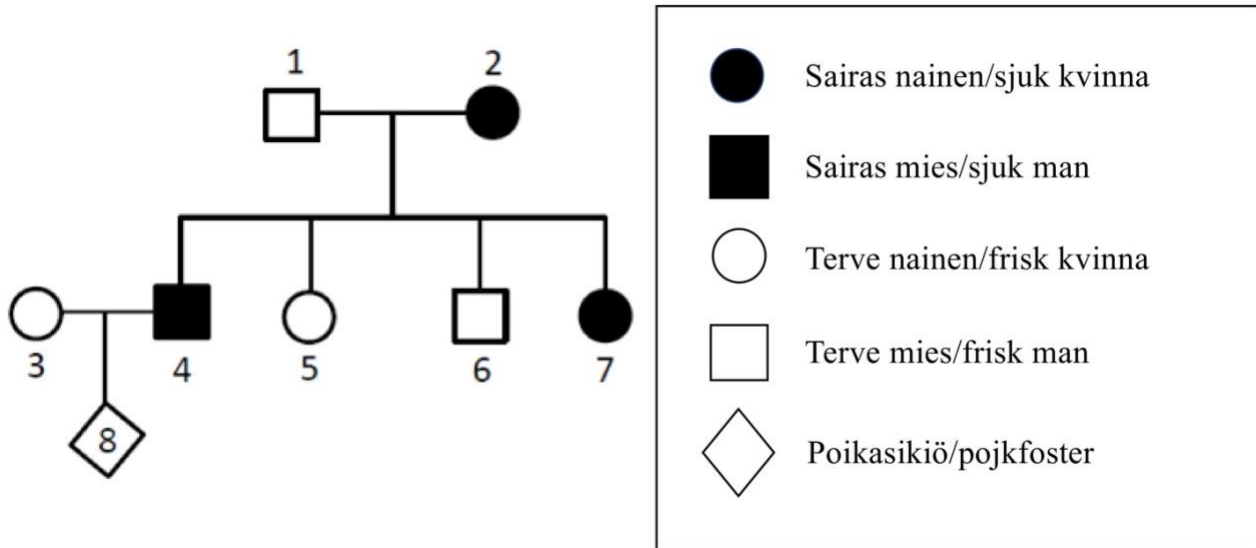 1 2
3 4 5 6 7
8
Sairas nainen/sjuk kvinna
Sairas mies/sjuk man
Terve nainen/frisk kvinna
Terve mies/frisk man
Poikasikiö/pojkfoster